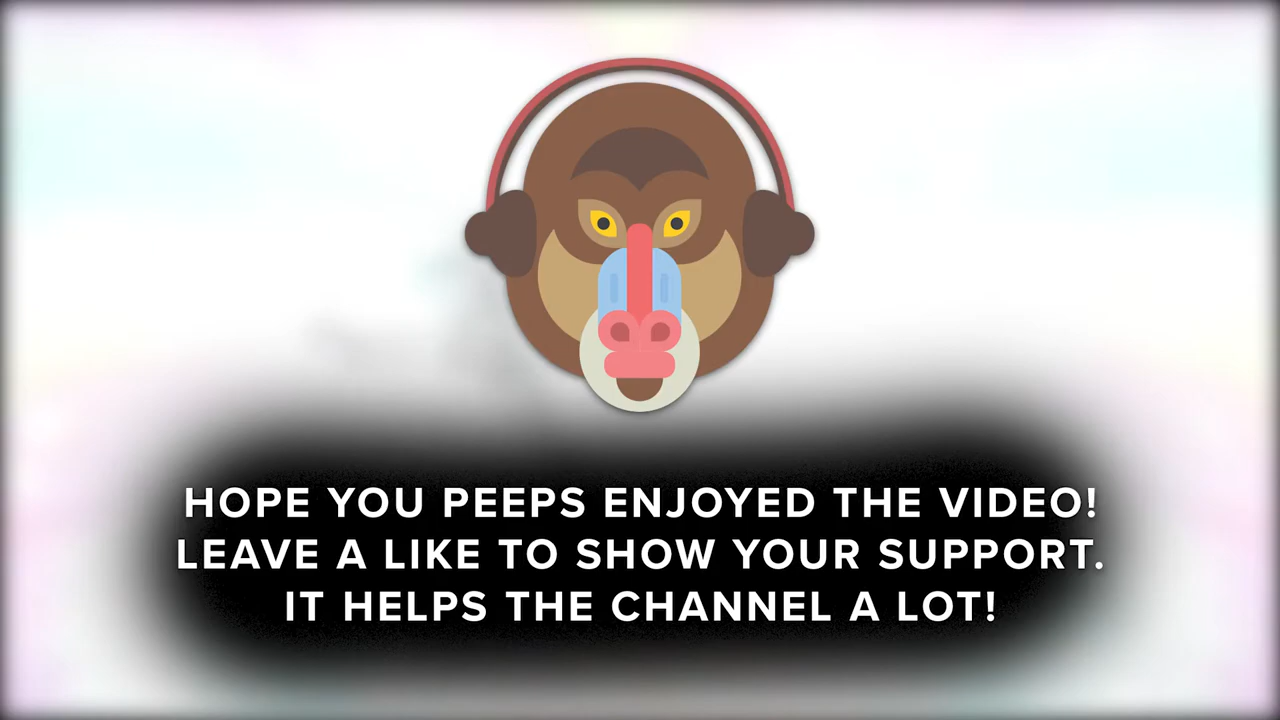 HOPE YOU PEEPS ENJOYED THE VIDEO!
LEAVE A LIKE TO SHOW YOUR SUPPORT.
IT HELPS THE CHANNEL A LOT!